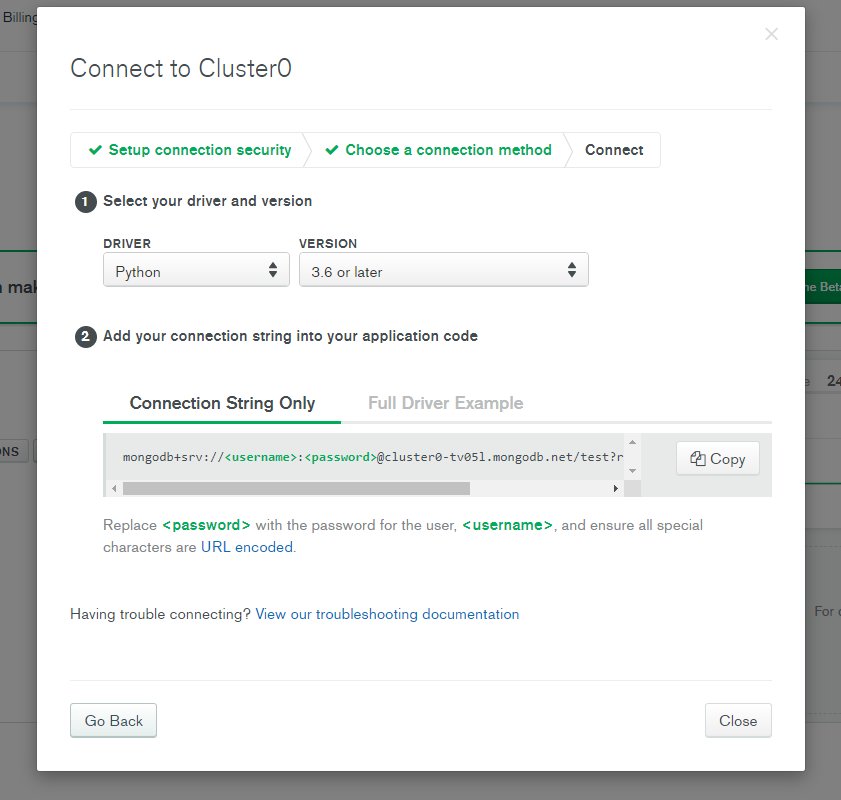 Billing
Connect to Cluster0
Setup connection security
Choose a connection method
Connect
1 Select your driver and version
DRIVER
VERSION
Python
3.6 or later
2 Add your connection string into your application code
Connection String Only
Full Driver Example
mongodb+srv://<username>:<password>@cluster0-tv05l.mongodb.net/test?r
Copy
Replace <password> with the password for the user, <username>, and ensure all special
characters are URL encoded.
Having trouble connecting? View our troubleshooting documentation
Go Back
Close
24
For